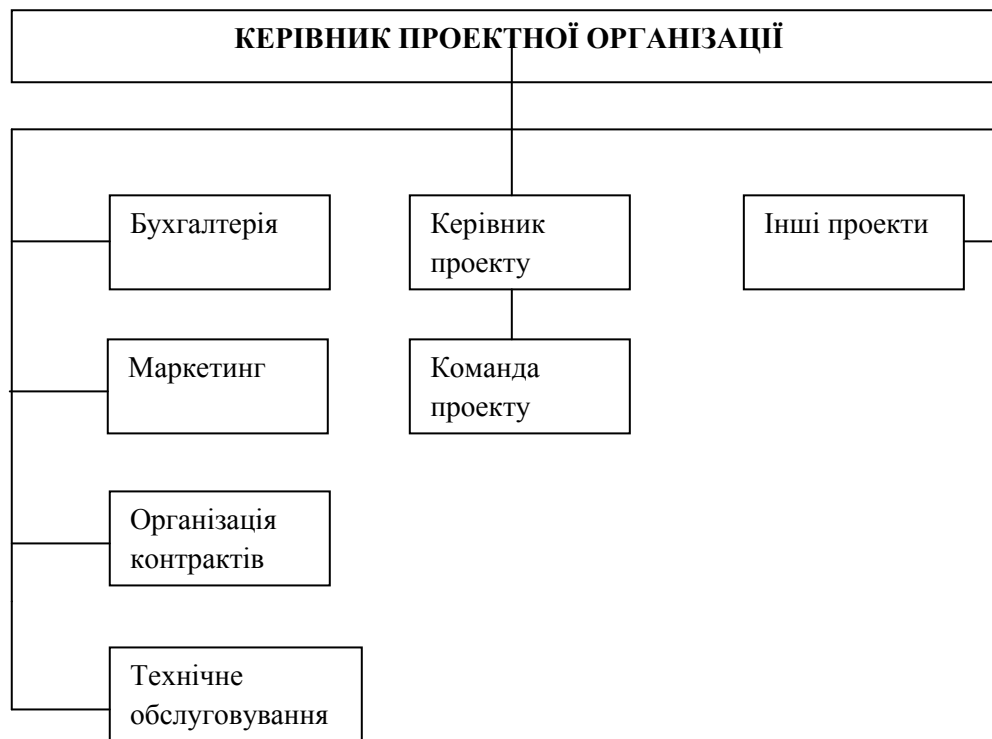 КЕРІВНИК ПРОЕКТНОЇ ОРГАНІЗАЦІЇ
Бухгалтерія
Керівник
проекту
Інші проекти
Маркетинг
Команда
проекту
Організація
контрактів
Технічне
обслуговування